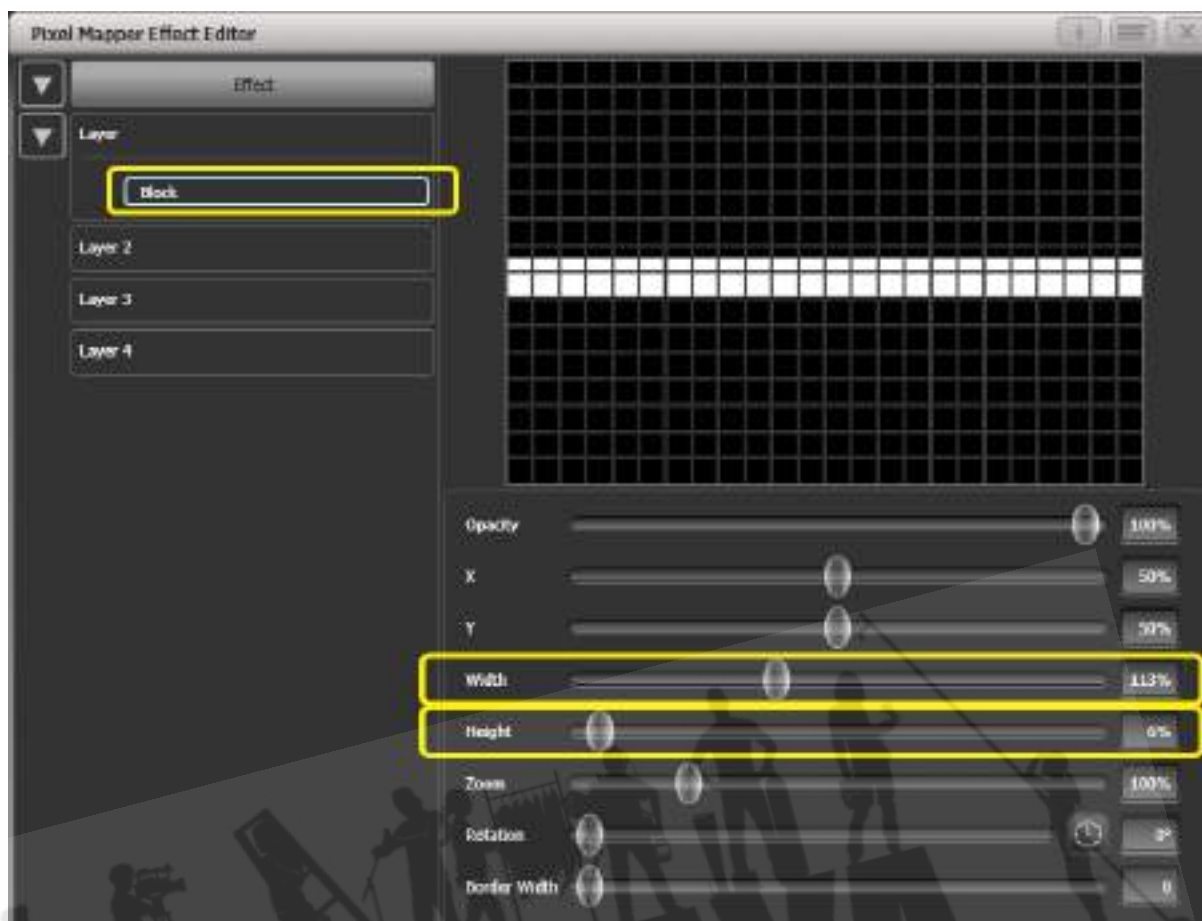 Pixel Mapper Effect Editor
Effect
Layer
Block
Layer 2
Layer 3
Layer 4
Opacity 100%
X 50%
Y 50%
Width 113%
Height 6%
Zoom 100%
Rotation 0°
Border Width 0